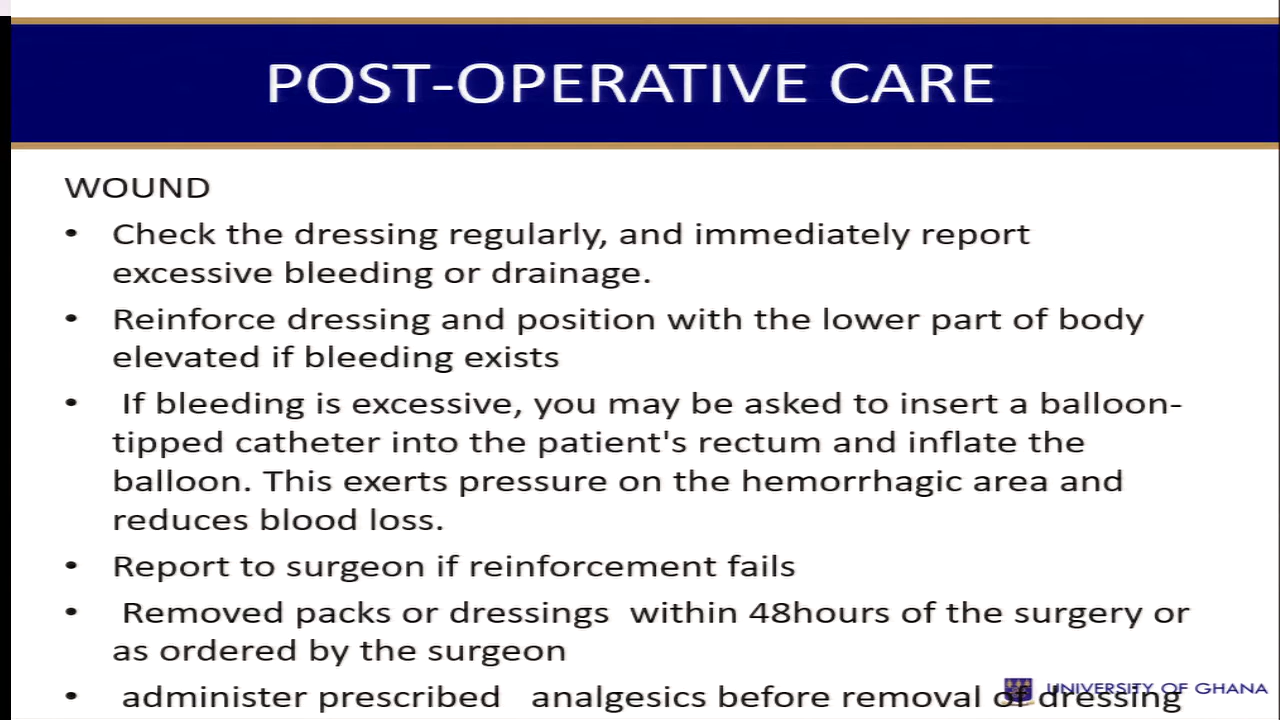 POST-OPERATIVE CARE
WOUND
• Check the dressing regularly, and immediately report
excessive bleeding or drainage.
• Reinforce dressing and position with the lower part of body
elevated if bleeding exists
• If bleeding is excessive, you may be asked to insert a balloon-
tipped catheter into the patient's rectum and inflate the
balloon. This exerts pressure on the hemorrhagic area and
reduces blood loss.
• Report to surgeon if reinforcement fails
• Removed packs or dressings within 48hours of the surgery or
as ordered by the surgeon
• administer prescribed analgesics before removal of dressing
UNIVERSITY OF GHANA